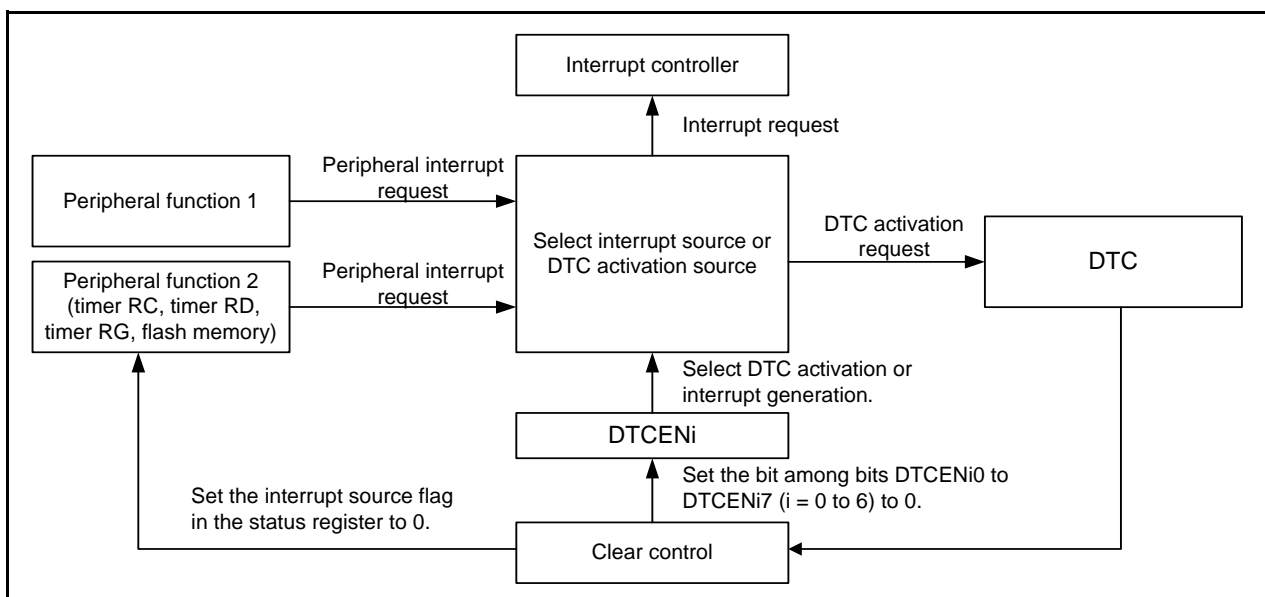 Interrupt controller
Interrupt request
Peripheral function 1
Peripheral interrupt
request
Select interrupt source or
DTC activation source
DTC activation
request
DTC
Peripheral function 2
(timer RC, timer RD,
timer RG, flash memory)
Peripheral interrupt
request
Select DTC activation or
interrupt generation.
DTCENi
Set the bit among bits DTCENi0 to
DTCENi7 (i = 0 to 6) to 0.
Set the interrupt source flag
in the status register to 0.
Clear control